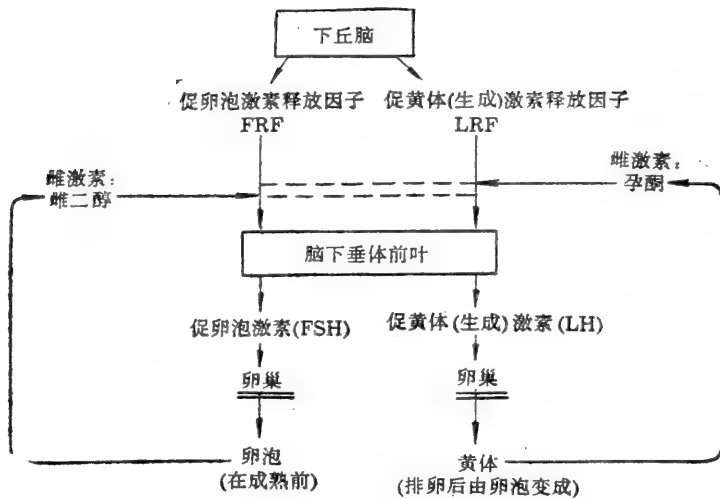 下丘脑
促卵泡激素释放因子
FRF
促黄体(生成)激素释放因子
LRF
雌激素：
雌二醇
雌激素：
孕酮
脑下垂体前叶
促卵泡激素(FSH)
促黄体(生成)激素(LH)
卵巢
卵巢
卵泡
(在成熟前)
黄体
(排卵后由卵泡变成)